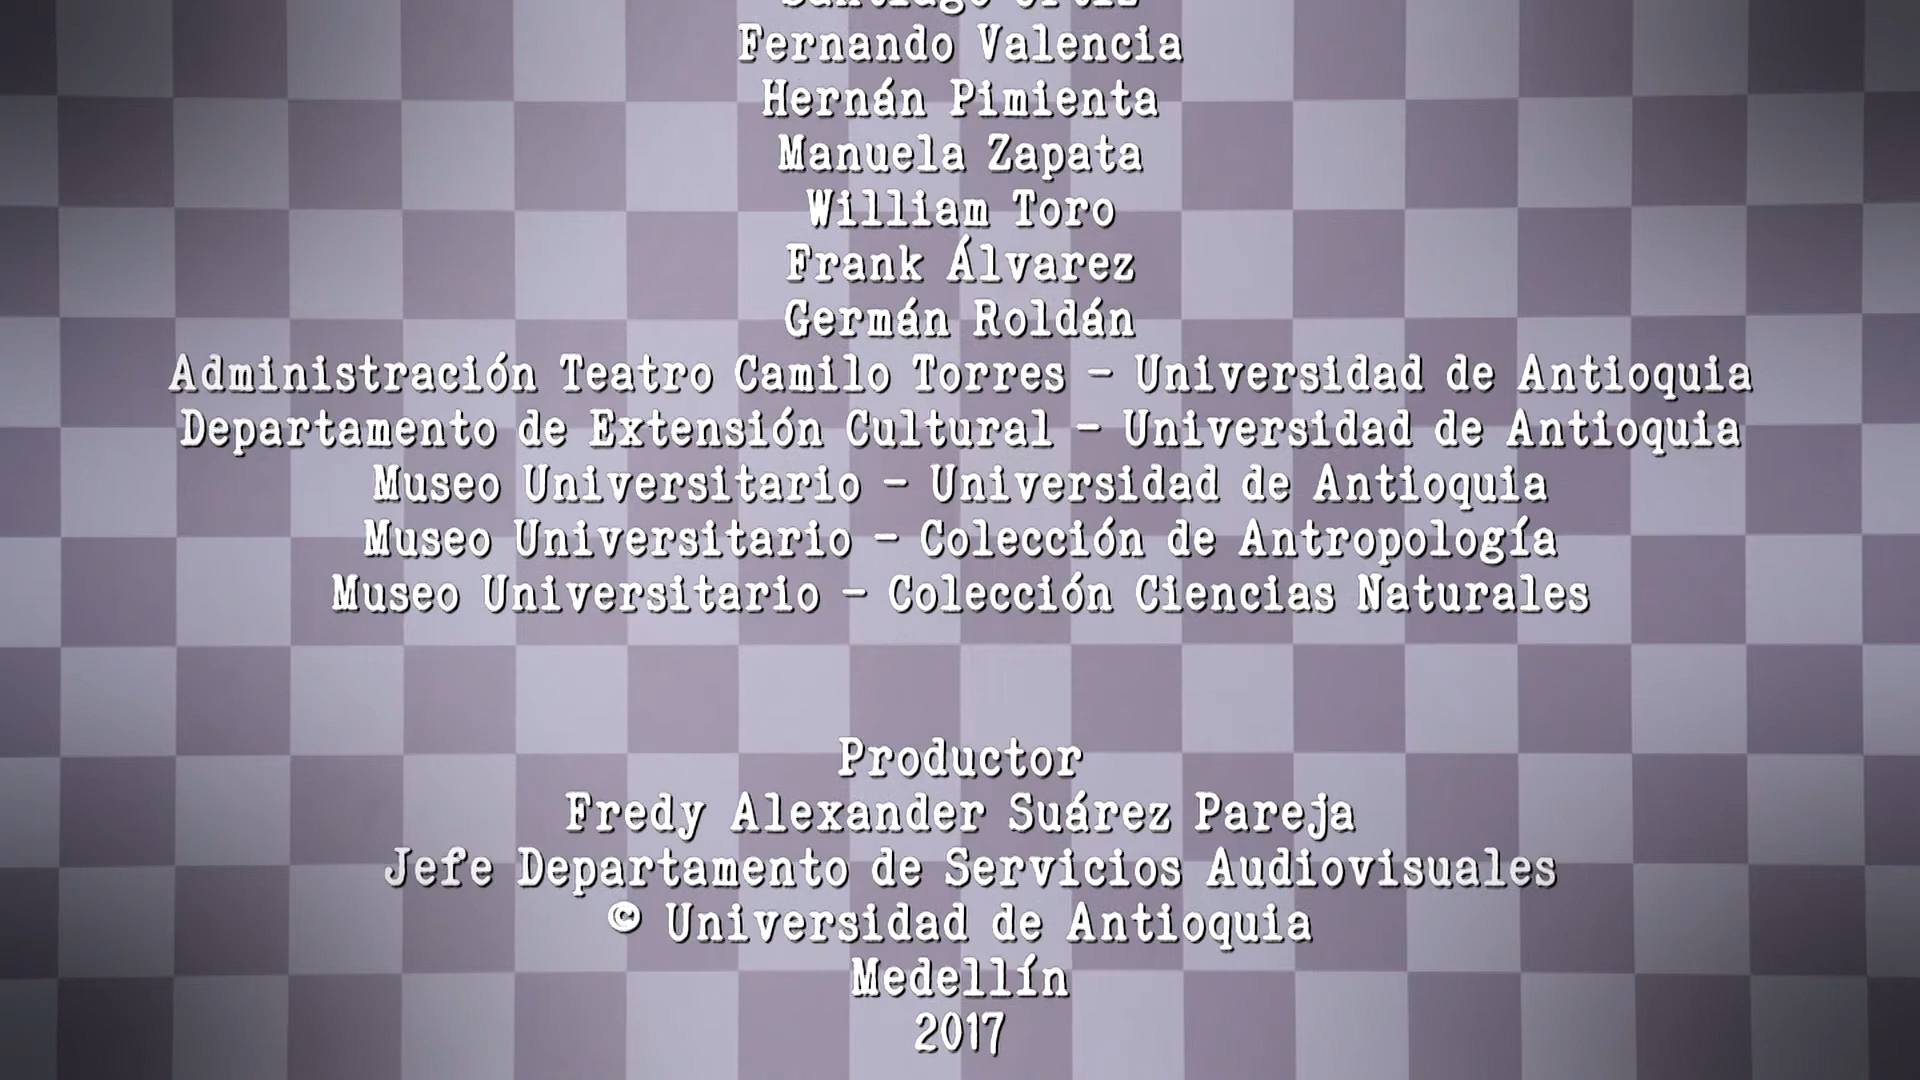 Santiago Ortiz
Fernando Valencia
Hernán Pimienta
Manuela Zapata
William Toro
Frank Álvarez
Germán Roldán
Administración Teatro Camilo Torres - Universidad de Antioquia
Departamento de Extensión Cultural - Universidad de Antioquia
Museo Universitario - Universidad de Antioquia
Museo Universitario - Colección de Antropología
Museo Universitario - Colección Ciencias Naturales
Productor
Fredy Alexander Suárez Pareja
Jefe Departamento de Servicios Audiovisuales
© Universidad de Antioquia
Medellín
2017